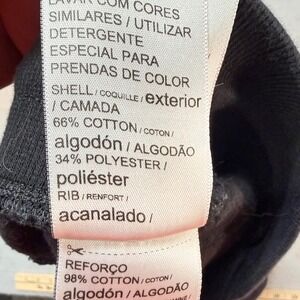 LAVAR COM CORES
SIMILARES / UTILIZAR
DETERGENTE
ESPECIAL PARA
PRENDAS DE COLOR
SHELL / COQUILLE / exterior
/ CAMADA
66% COTTON / COTON /
algodón / ALGODÃO
34% POLYESTER /
poliéster
RIB / RENFORT /
acanalado /
REFORÇO
98% COTTON / COTON /
algodón / ALGODÃO